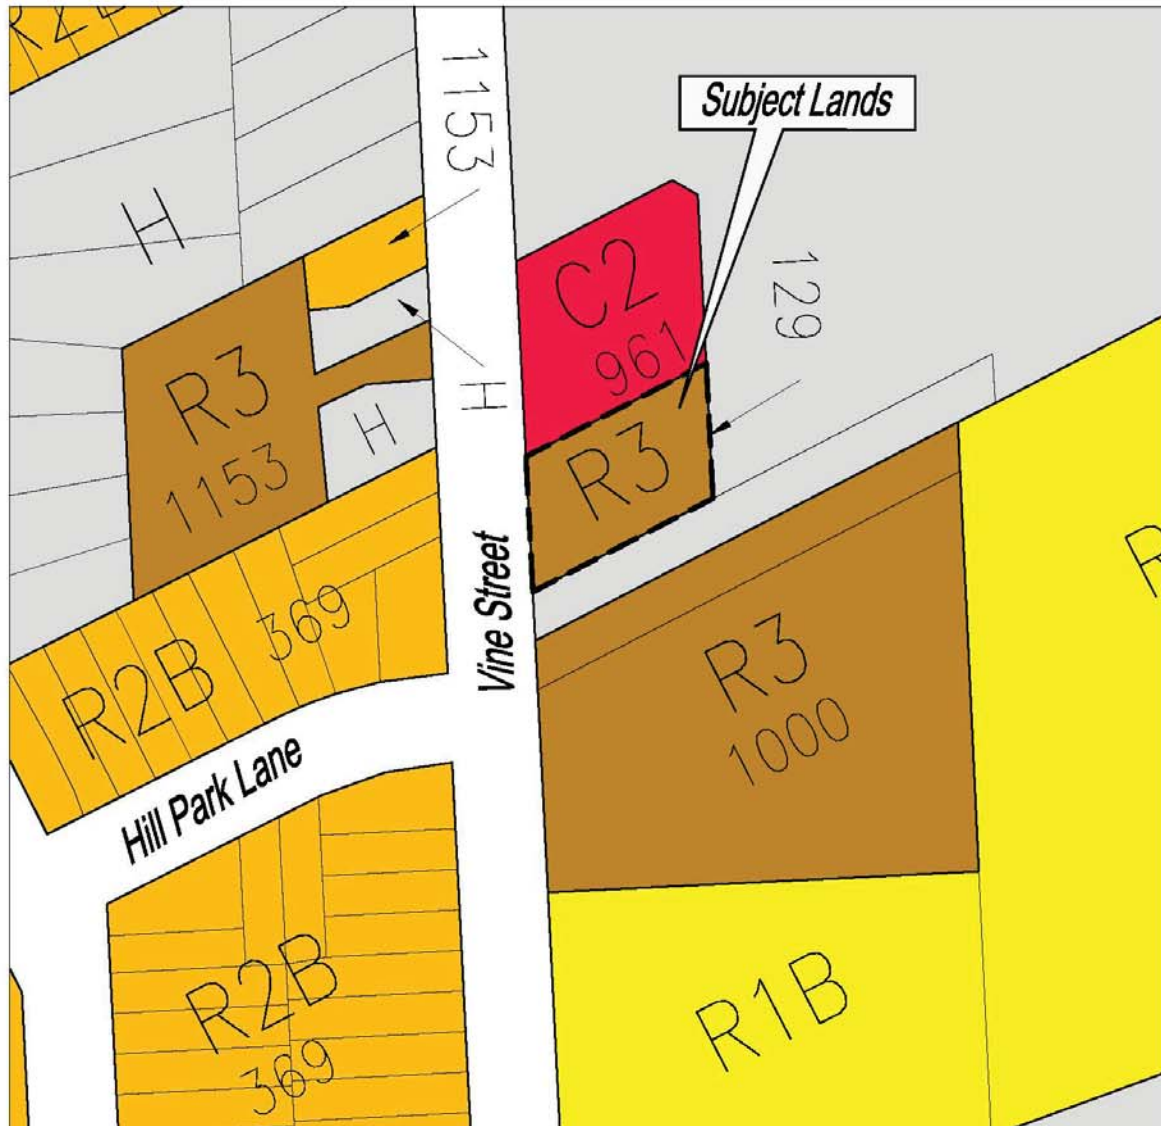 R2B
1153
Subject Lands
H
C2
961
129
R3
1153
H
H
R3
Vine Street
R2B
369
R3
1000
R
Hill Park Lane
R2B
369
R1B